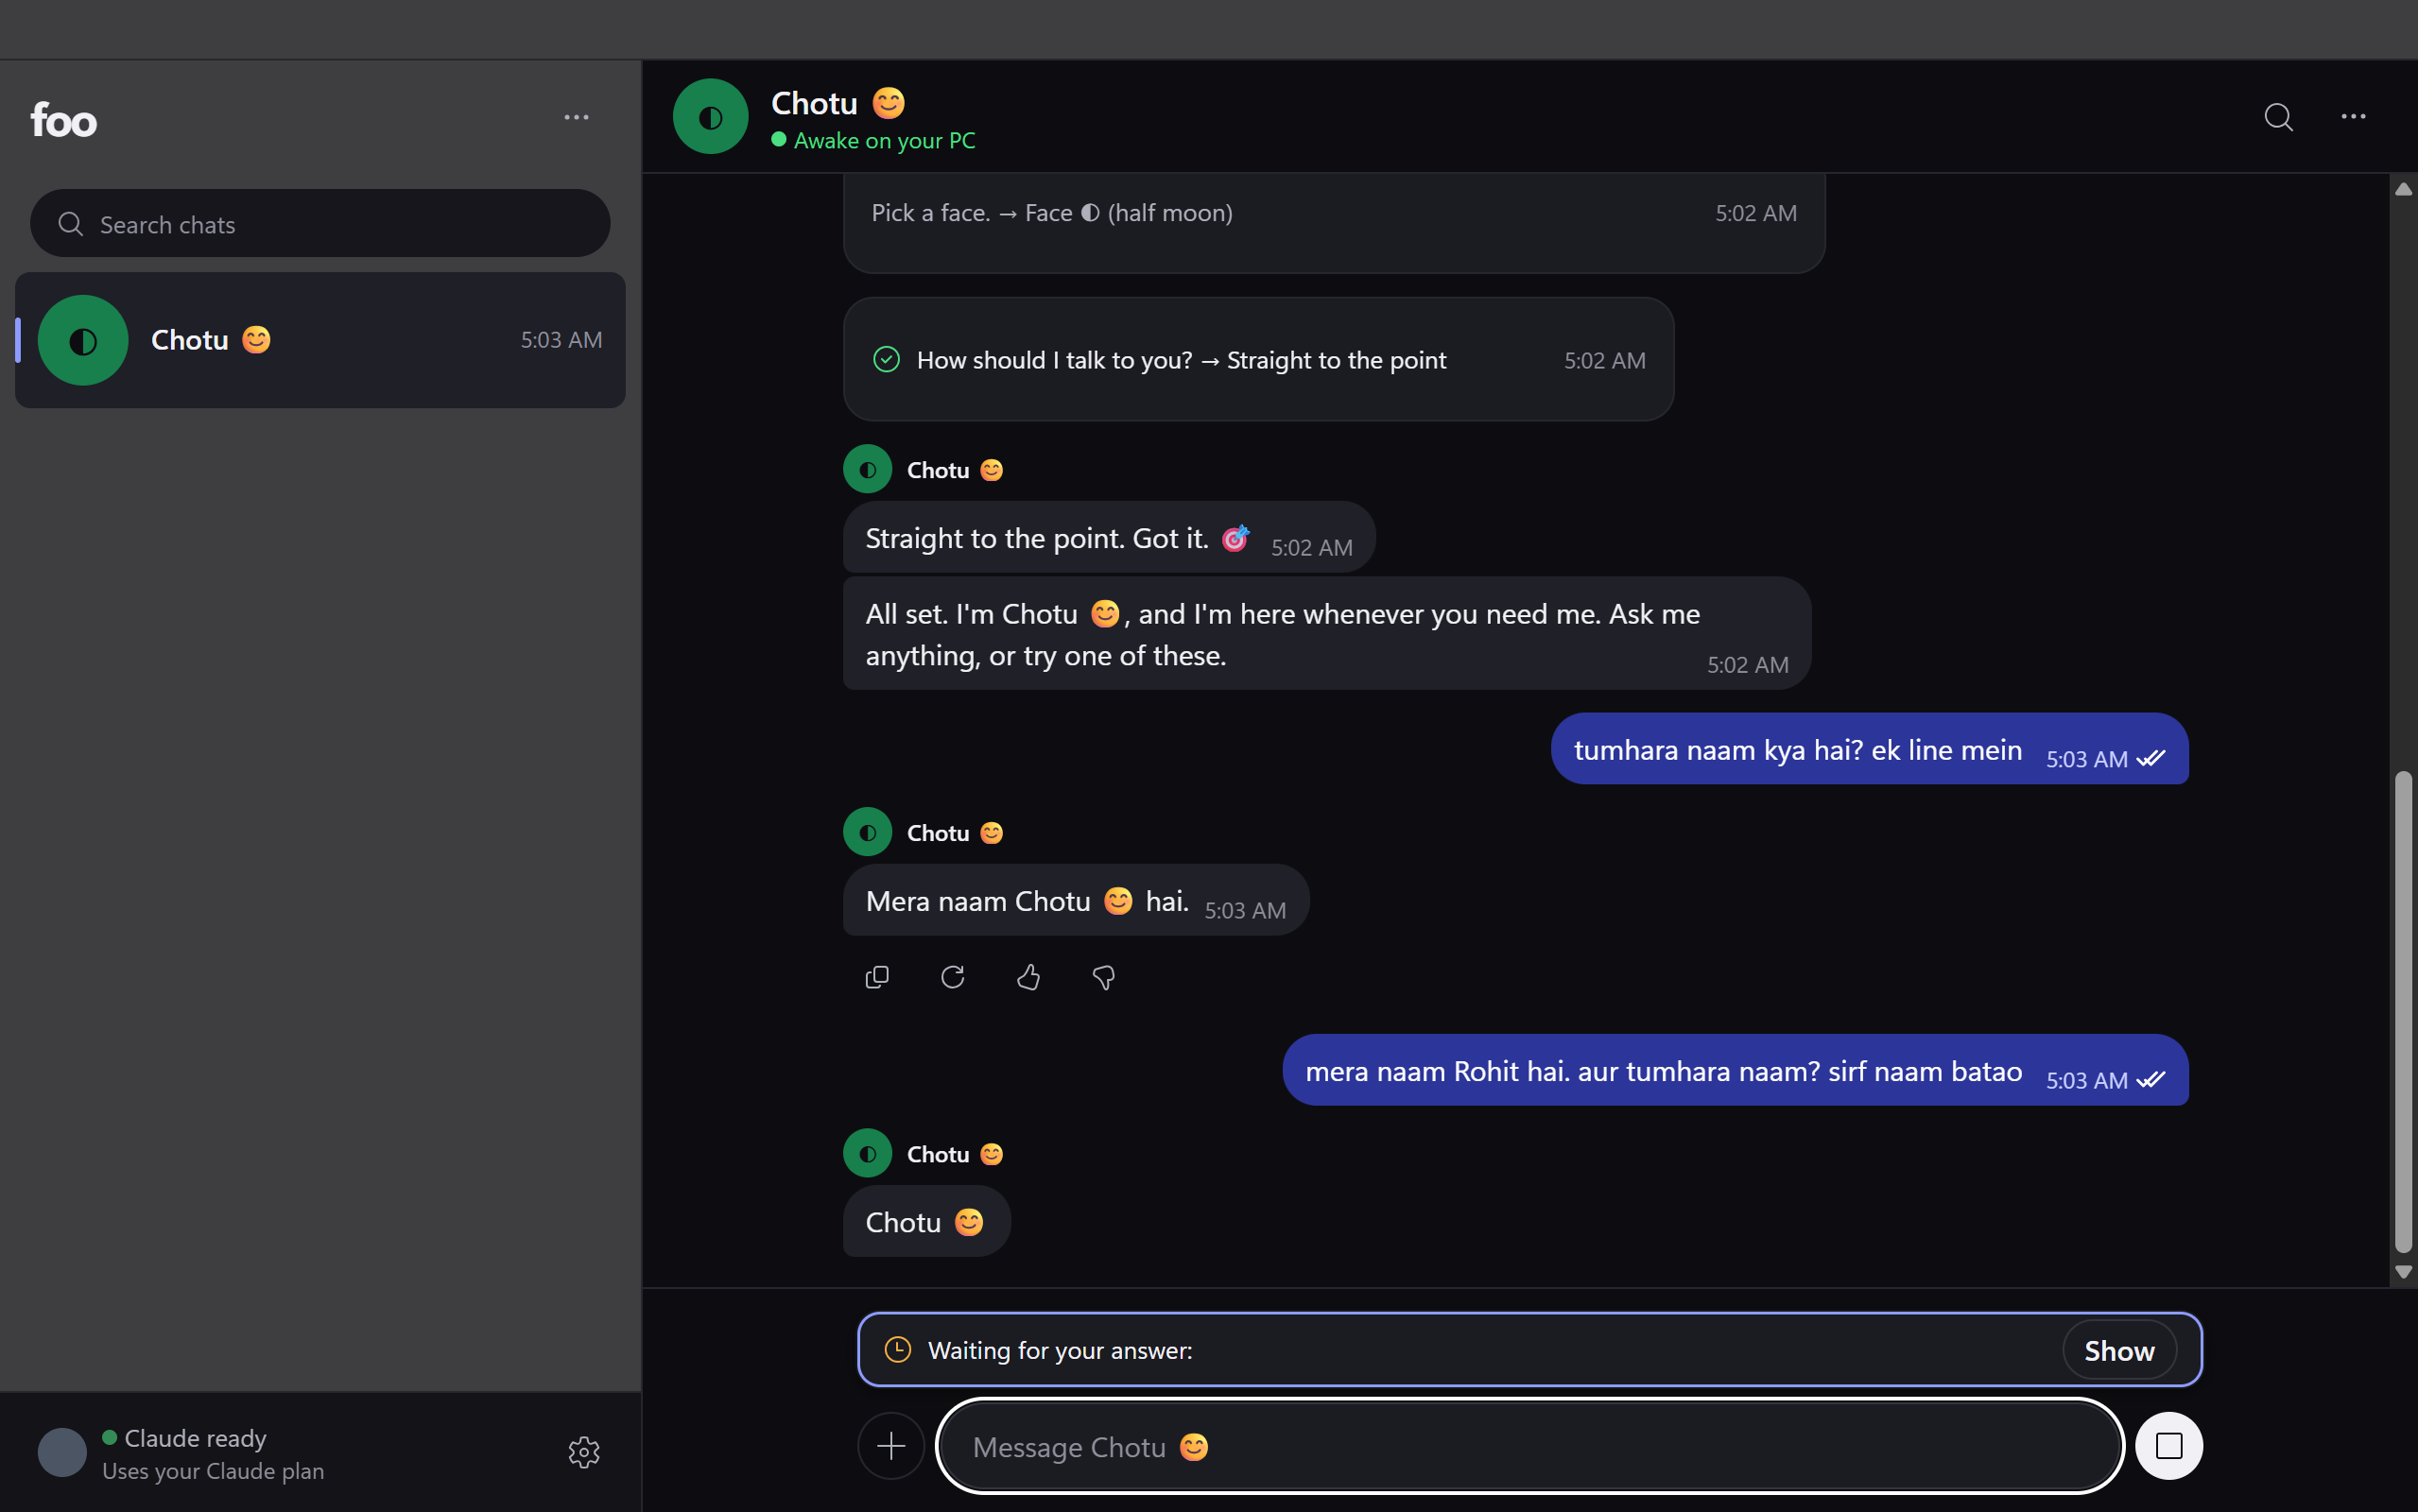 foo
Search chats
Chotu 😊
5:03 AM
Claude ready
Uses your Claude plan
Chotu 😊
Awake on your PC
Pick a face. → Face ◐ (half moon) 5:02 AM
How should I talk to you? → Straight to the point 5:02 AM
Chotu 😊
Straight to the point. Got it. 🎯 5:02 AM
All set. I'm Chotu 😊, and I'm here whenever you need me. Ask me
anything, or try one of these. 5:02 AM
tumhara naam kya hai? ek line mein 5:03 AM
Chotu 😊
Mera naam Chotu 😊 hai. 5:03 AM
mera naam Rohit hai. aur tumhara naam? sirf naam batao 5:03 AM
Chotu 😊
Chotu 😊
Waiting for your answer: Show
Message Chotu 😊